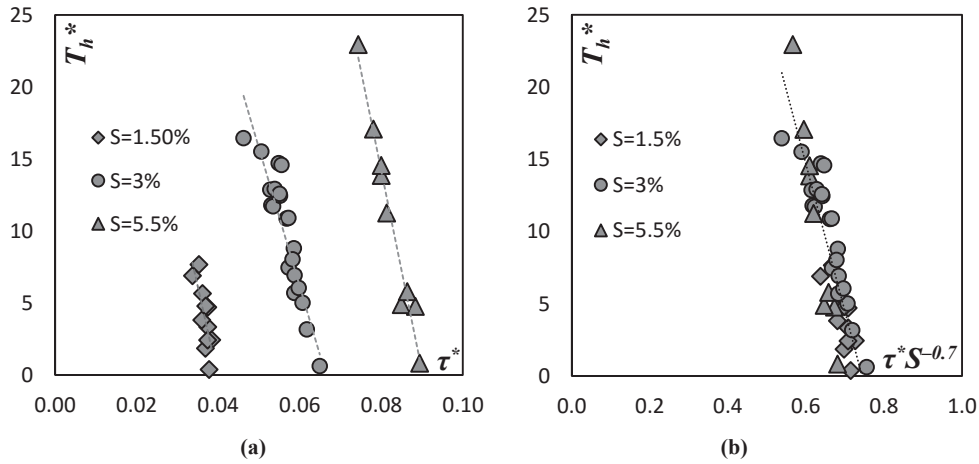 25
20
15
10
5
0
T_h^*
S=1.50%
S=3%
S=5.5%
τ^*
0.00 0.02 0.04 0.06 0.08 0.10
(a)
25
20
15
10
5
0
T_h^*
S=1.5%
S=3%
S=5.5%
τ^*S^–0.7
0.0 0.2 0.4 0.6 0.8 1.0
(b)